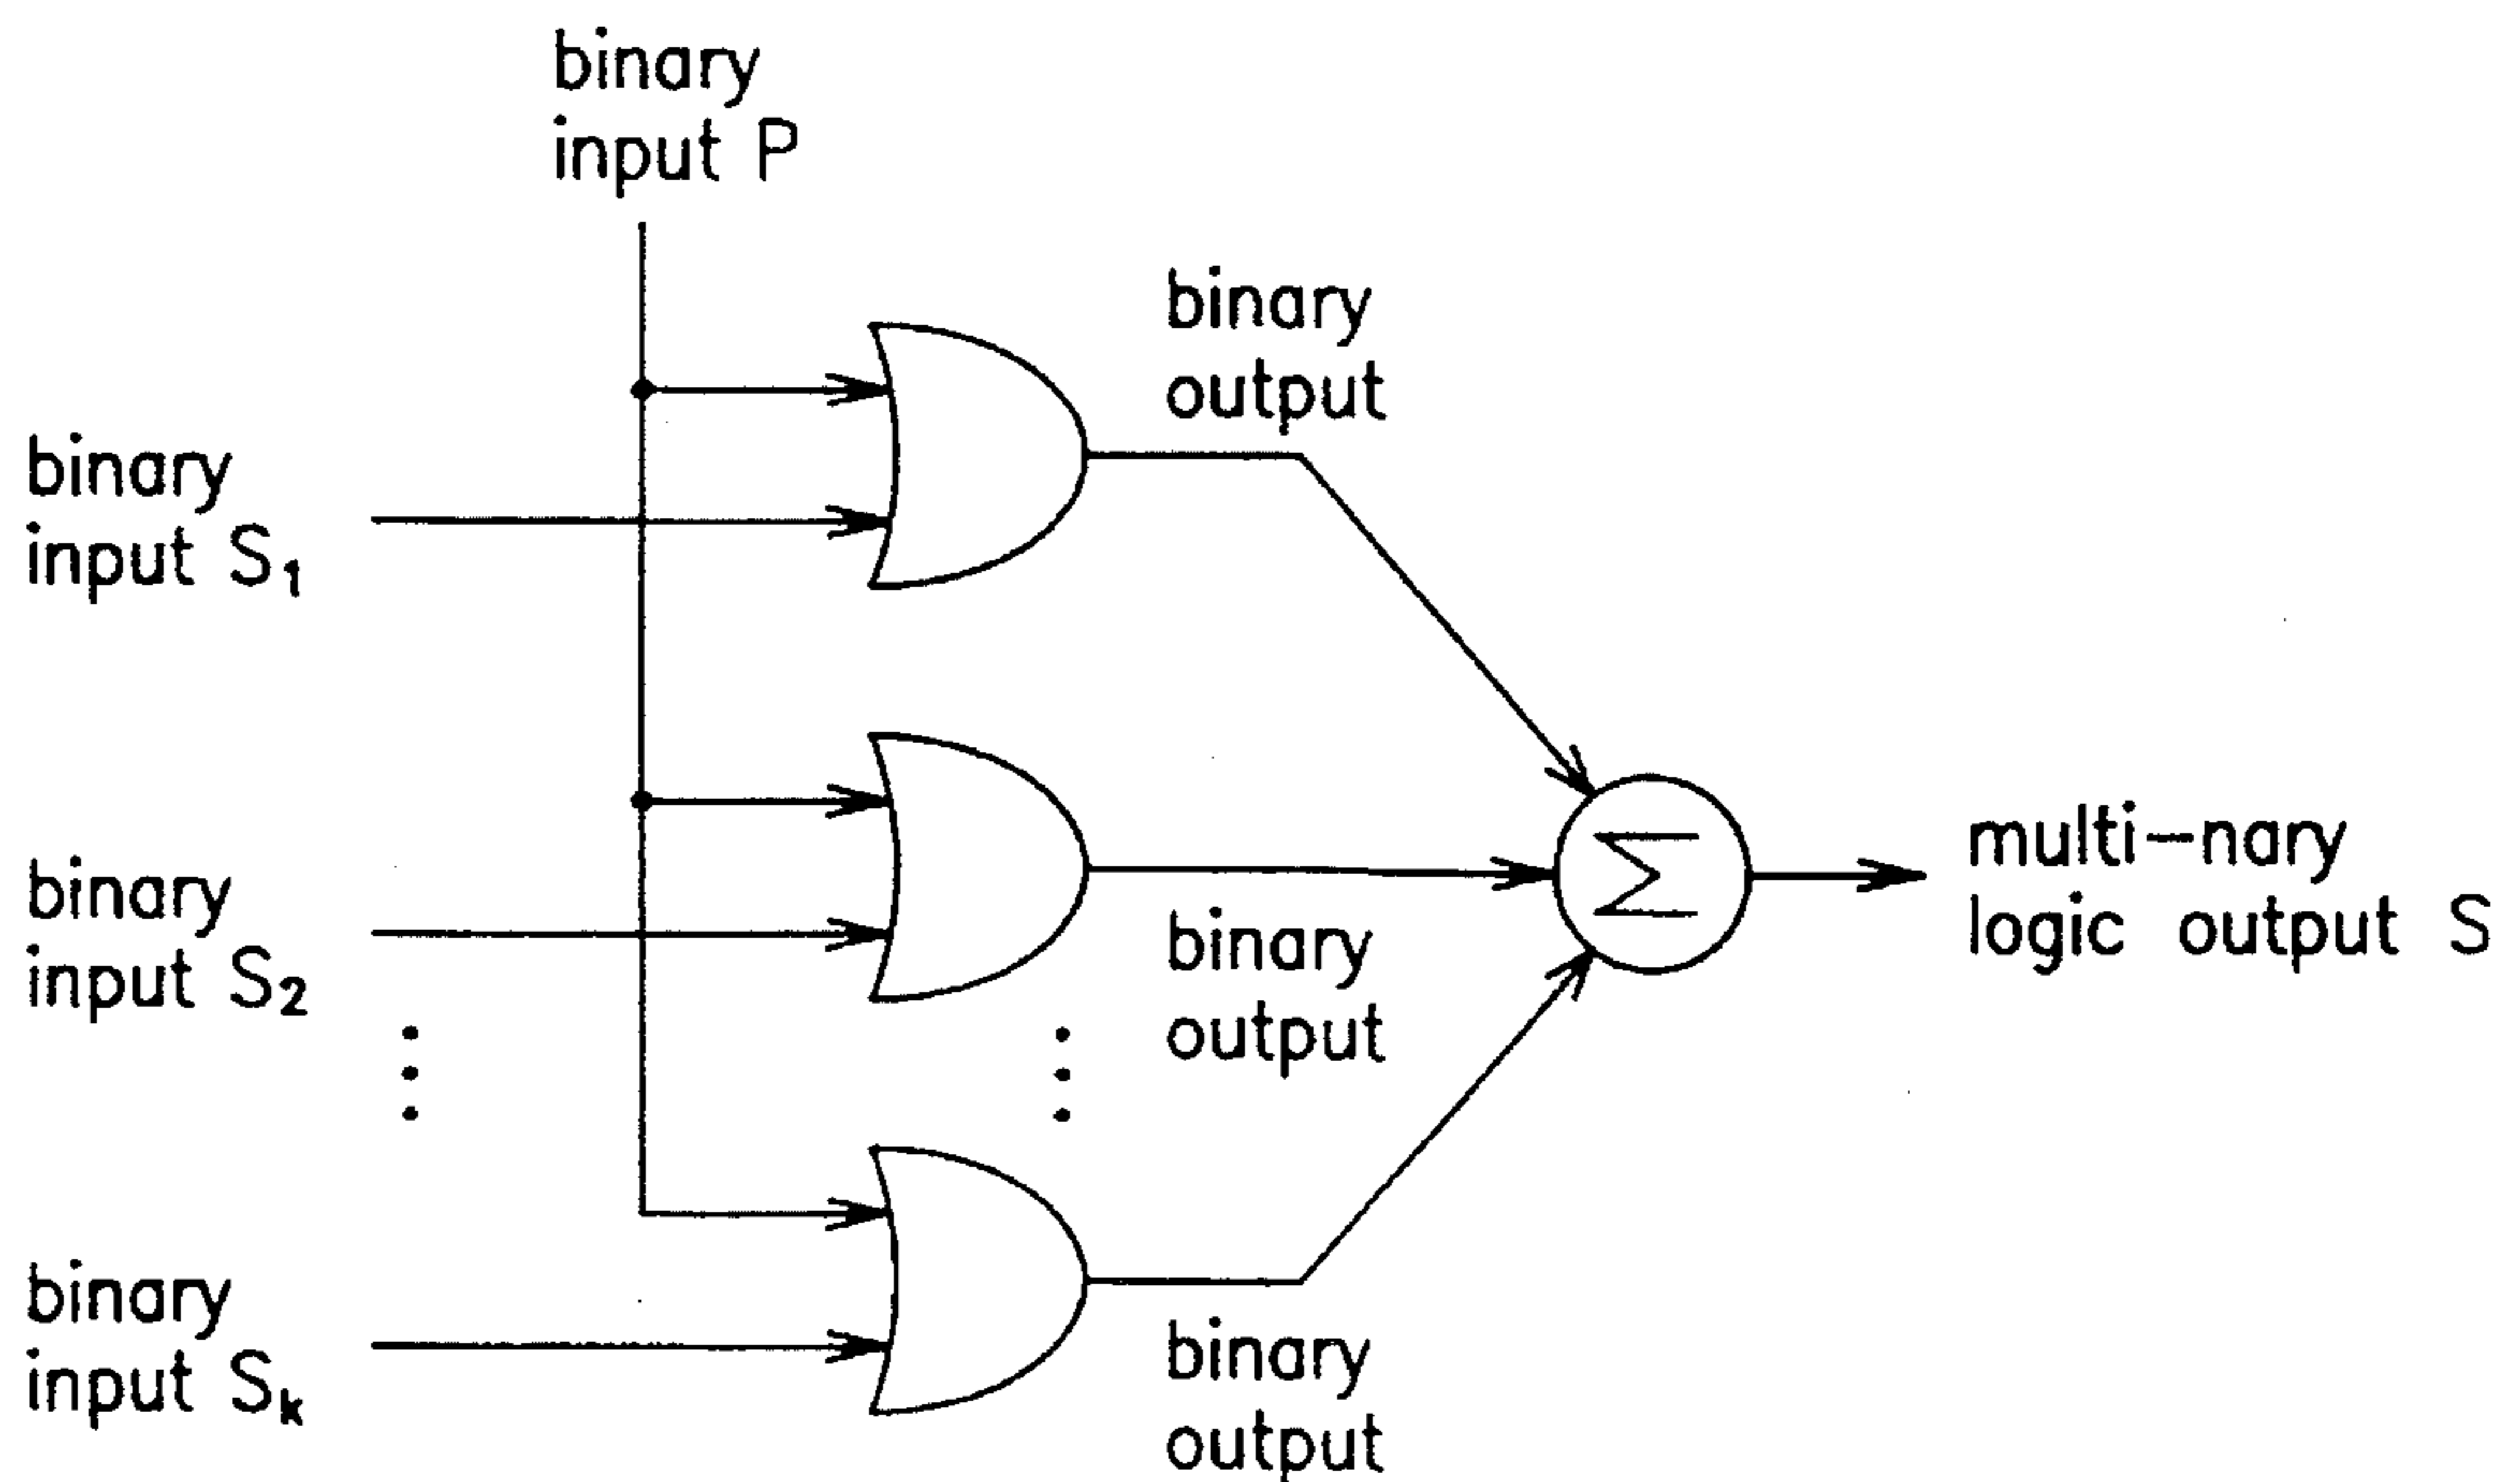 binary
input P
binary
output
binary
input S1
∑
multi-nary
logic output S
binary
input S2
binary
output
binary
input Sk
binary
output